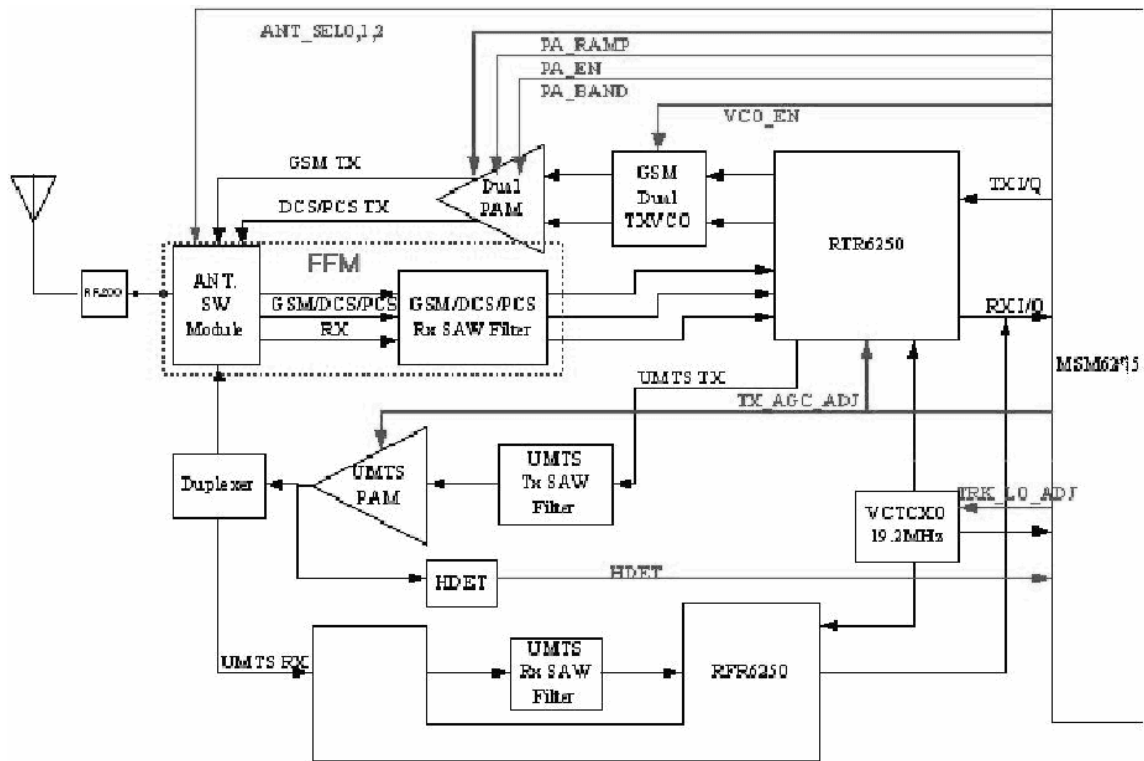 ANT_SEL0,1,2
PA_RAMP
PA_EN
PA_BAND
VCO_EN
GSM TX
DCS/PCS TX
Dual
PAM
GSM
Dual
TXVCO
RTR6250
TX I/Q
RX I/Q
MSM6275
FFM
ANT.
SW
Module
GSM/DCS/PCS
RX
GSM/DCS/PCS
Rx SAW Filter
UMTS TX
TX_AGC_ADJ
Duplexer
UMTS
PAM
UMTS
Tx SAW
Filter
VCTCXO
19.2MHz
TRK_LO_ADJ
HDET
HDET
UMTS RX
UMTS
Rx SAW
Filter
RFR6250